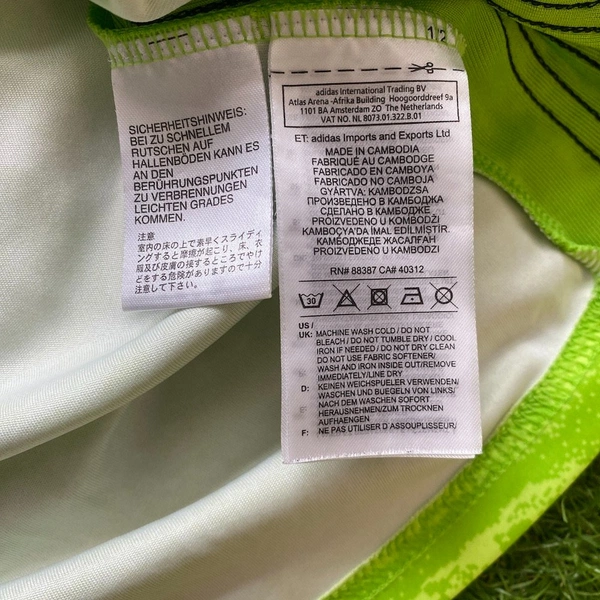 SICHERHEITSHINWEIS:
BEI ZU SCHNELLEM
RUTSCHEN AUF
HALLENBÖDEN KANN ES
AN DEN
BERÜHRUNGSPUNKTEN
ZU VERBRENNUNGEN
LEICHTEN GRADES
KOMMEN.
注意
室内の床の上で素早くスライディ
ングすると摩擦が起こり、床、衣
服及び皮膚の接するところでやけ
どをする危険がありますので十分
注意して下さい。
1/2
adidas International Trading BV
Atlas Arena -Afrika Building Hoogoorddreef 9a
1101 BA Amsterdam ZO The Netherlands
VAT NO. NL 8073.01.322.B.01
ET: adidas Imports and Exports Ltd
MADE IN CAMBODIA
FABRIQUÉ AU CAMBODGE
FABRICADO EN CAMBOYA
FABRICADO NO CAMBOJA
GYÁRTVA: KAMBODZSA
ПРОИЗВЕДЕНО В КАМБОДЖА
СДЕЛАНО В КАМБОДЖЕ
PROIZVEDENO U KOMBODŽI
KAMBOÇYA'DA İMAL EDİLMİŞTİR.
КАМБОДЖЕДЕ ЖАСАЛҒАН
PROIZVEDENO U KAMBODZI
RN# 88387 CA# 40312
30
US /
UK: MACHINE WASH COLD / DO NOT
BLEACH / DO NOT TUMBLE DRY / COOL
IRON IF NEEDED / DO NOT DRY CLEAN
DO NOT USE FABRIC SOFTENER/
WASH AND IRON INSIDE OUT/REMOVE
IMMEDIATELY/LINE DRY
D: KEINEN WEICHSPUELER VERWENDEN/
WASCHEN UND BUEGELN VON LINKS/
NACH DEM WASCHEN SOFORT
HERAUSNEHMEN/ZUM TROCKNEN
AUFHAENGEN
F: NE PAS UTILISER D'ASSOUPLISSEUR/